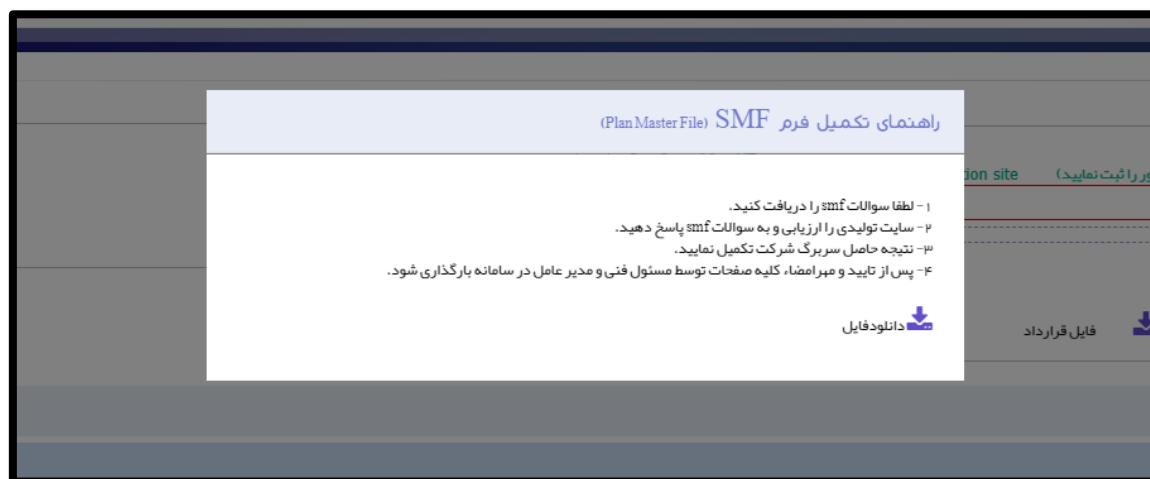 راهنمای تکمیل فرم SMF (Plan Master File)
tion site ور را ثبت نمایید)
۱- لطفا سوالات smf را دریافت کنید.
۲- سایت تولیدی را ارزیابی و به سوالات smf پاسخ دهید.
۳- نتیجه حاصل سربرگ شرکت تکمیل نمایید.
۴- پس از تایید و مهرامضاء کلیه صفحات توسط مسئول فنی و مدیر عامل در سامانه بارگذاری شود.
دانلودفایل
فایل قرارداد